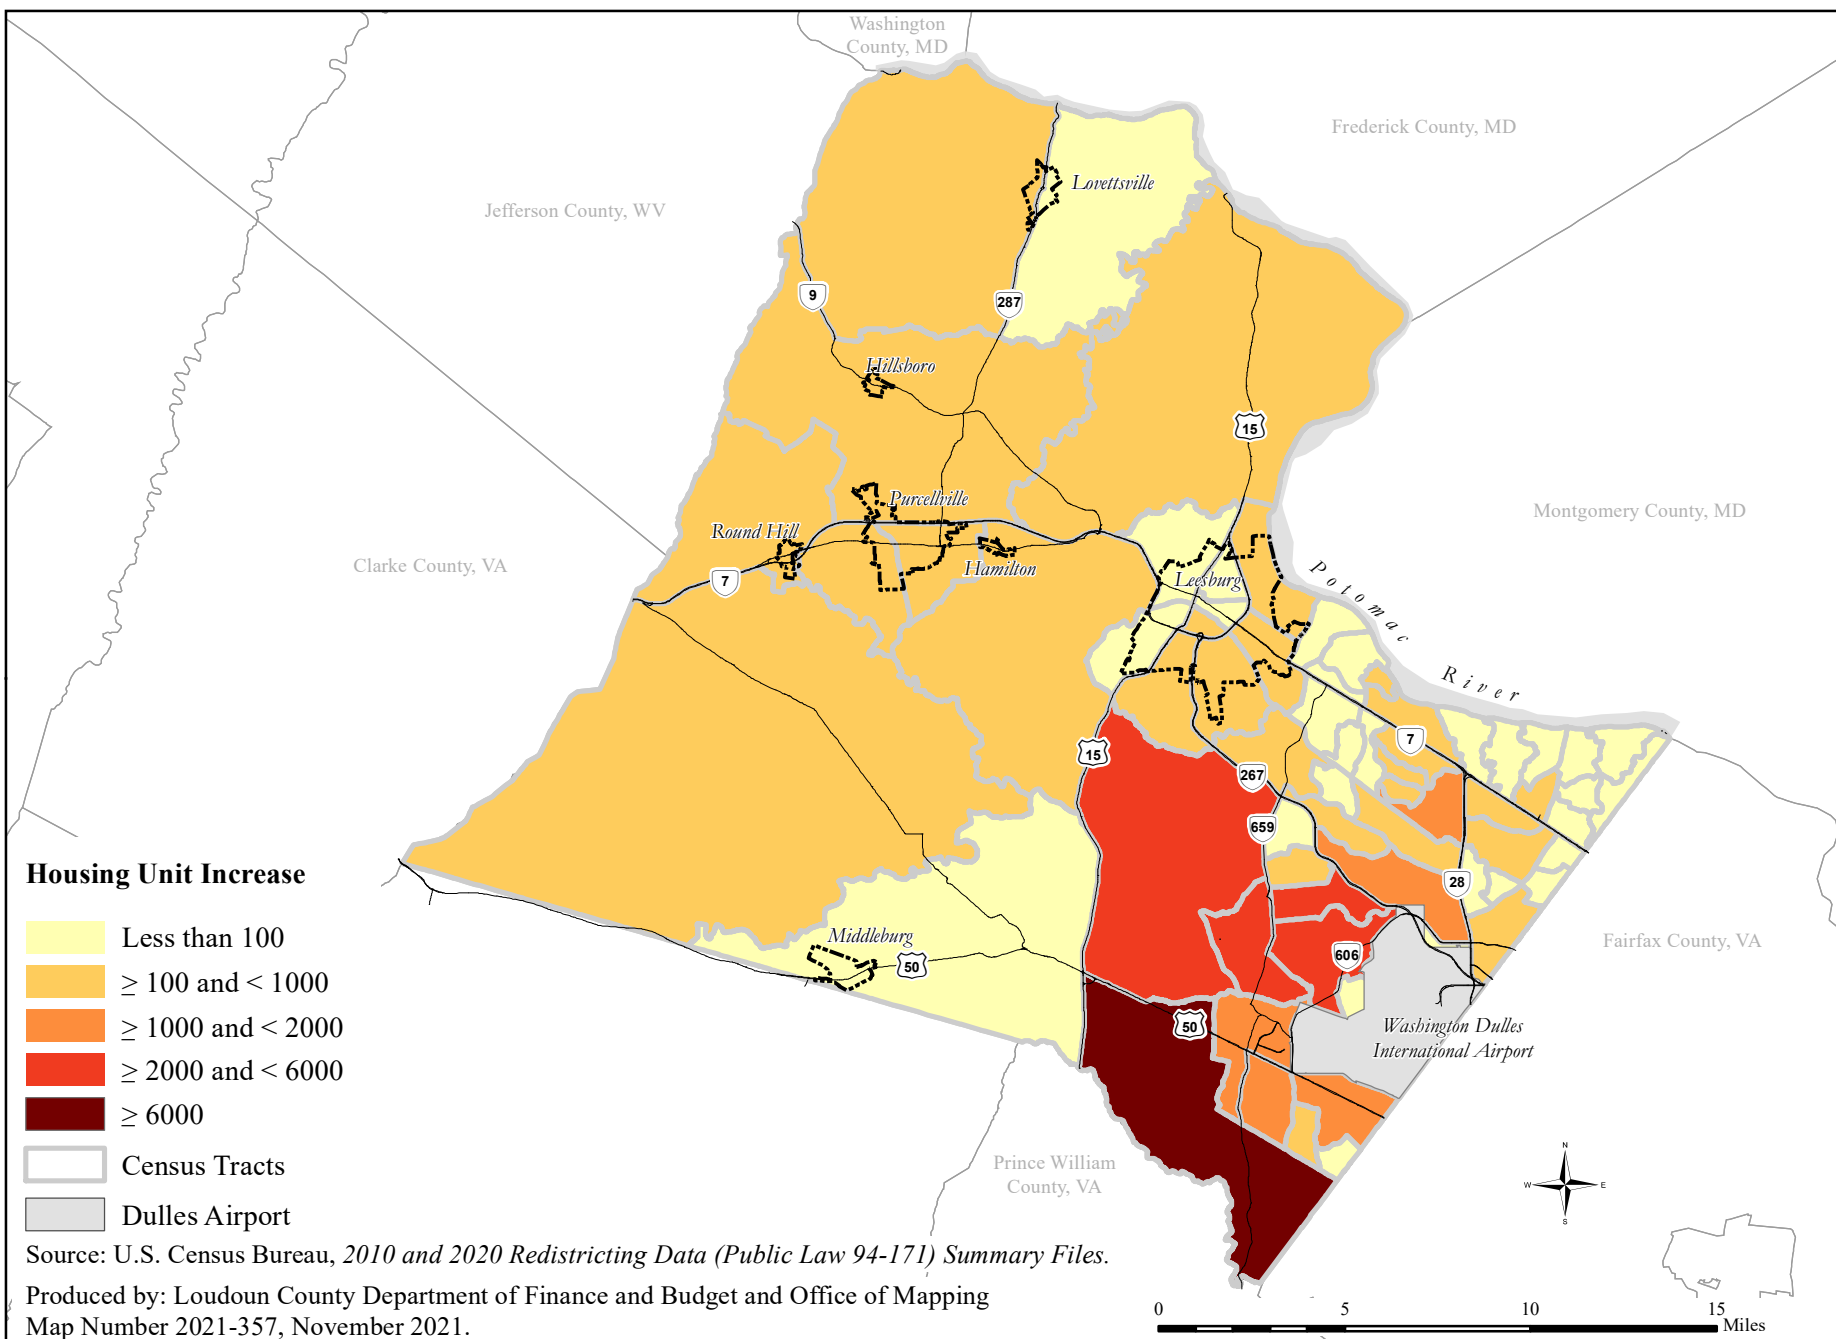 Washington
County, MD
Frederick County, MD
Jefferson County, WV
Lovettsville
9
287
Hillsboro
15
Purcellville
Montgomery County, MD
Round Hill
Clarke County, VA
Hamilton
7
Leesburg
Potomac River
15
7
267
659
28
Middleburg
50
606
Fairfax County, VA
50
Washington Dulles
International Airport
Prince William
County, VA
Housing Unit Increase
Less than 100
≥ 100 and < 1000
≥ 1000 and < 2000
≥ 2000 and < 6000
≥ 6000
Census Tracts
Dulles Airport
N
W E
S
Source: U.S. Census Bureau, 2010 and 2020 Redistricting Data (Public Law 94-171) Summary Files.
Produced by: Loudoun County Department of Finance and Budget and Office of Mapping
Map Number 2021-357, November 2021.
0 5 10 15
Miles